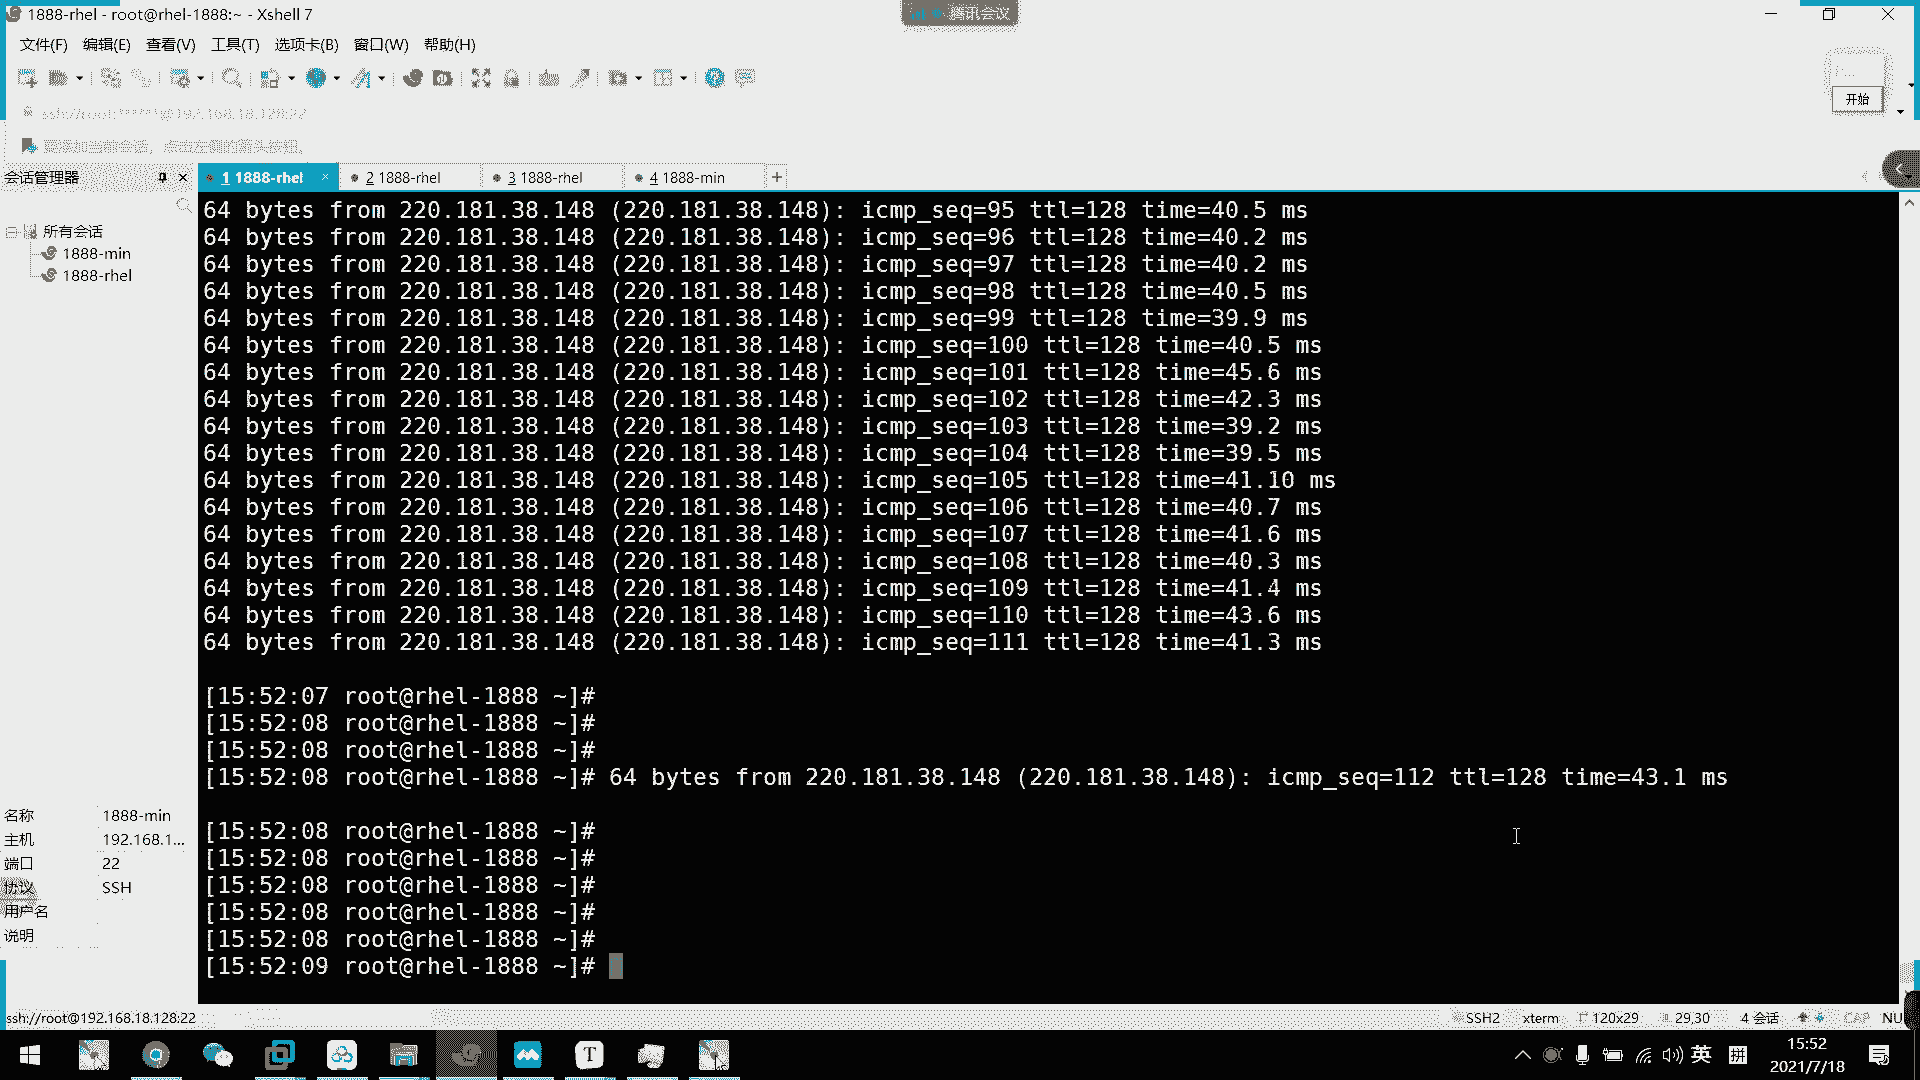 1888-rhel - root@rhel-1888:~ - Xshell 7
腾讯会议
文件(F) 编辑(E) 查看(V) 工具(T) 选项卡(B) 窗口(W) 帮助(H)
开始
ssh://root:*****@192.168.18.128:22
要添加当前会话，点击左侧的箭头按钮。
会话管理器
1 1888-rhel
2 1888-rhel
3 1888-rhel
4 1888-min
所有会话
1888-min
1888-rhel
64 bytes from 220.181.38.148 (220.181.38.148): icmp_seq=95 ttl=128 time=40.5 ms
64 bytes from 220.181.38.148 (220.181.38.148): icmp_seq=96 ttl=128 time=40.2 ms
64 bytes from 220.181.38.148 (220.181.38.148): icmp_seq=97 ttl=128 time=40.2 ms
64 bytes from 220.181.38.148 (220.181.38.148): icmp_seq=98 ttl=128 time=40.5 ms
64 bytes from 220.181.38.148 (220.181.38.148): icmp_seq=99 ttl=128 time=39.9 ms
64 bytes from 220.181.38.148 (220.181.38.148): icmp_seq=100 ttl=128 time=40.5 ms
64 bytes from 220.181.38.148 (220.181.38.148): icmp_seq=101 ttl=128 time=45.6 ms
64 bytes from 220.181.38.148 (220.181.38.148): icmp_seq=102 ttl=128 time=42.3 ms
64 bytes from 220.181.38.148 (220.181.38.148): icmp_seq=103 ttl=128 time=39.2 ms
64 bytes from 220.181.38.148 (220.181.38.148): icmp_seq=104 ttl=128 time=39.5 ms
64 bytes from 220.181.38.148 (220.181.38.148): icmp_seq=105 ttl=128 time=41.10 ms
64 bytes from 220.181.38.148 (220.181.38.148): icmp_seq=106 ttl=128 time=40.7 ms
64 bytes from 220.181.38.148 (220.181.38.148): icmp_seq=107 ttl=128 time=41.6 ms
64 bytes from 220.181.38.148 (220.181.38.148): icmp_seq=108 ttl=128 time=40.3 ms
64 bytes from 220.181.38.148 (220.181.38.148): icmp_seq=109 ttl=128 time=41.4 ms
64 bytes from 220.181.38.148 (220.181.38.148): icmp_seq=110 ttl=128 time=43.6 ms
64 bytes from 220.181.38.148 (220.181.38.148): icmp_seq=111 ttl=128 time=41.3 ms
[15:52:07 root@rhel-1888 ~]#
[15:52:08 root@rhel-1888 ~]#
[15:52:08 root@rhel-1888 ~]#
[15:52:08 root@rhel-1888 ~]# 64 bytes from 220.181.38.148 (220.181.38.148): icmp_seq=112 ttl=128 time=43.1 ms
[15:52:08 root@rhel-1888 ~]#
[15:52:08 root@rhel-1888 ~]#
[15:52:08 root@rhel-1888 ~]#
[15:52:08 root@rhel-1888 ~]#
[15:52:08 root@rhel-1888 ~]#
[15:52:09 root@rhel-1888 ~]#
名称 1888-min
主机 192.168.1...
端口 22
协议 SSH
用户名
说明
ssh://root@192.168.18.128:22
SSH2 xterm 120x29 29,30 4 会话 CAP NU
英 拼
15:52
2021/7/18